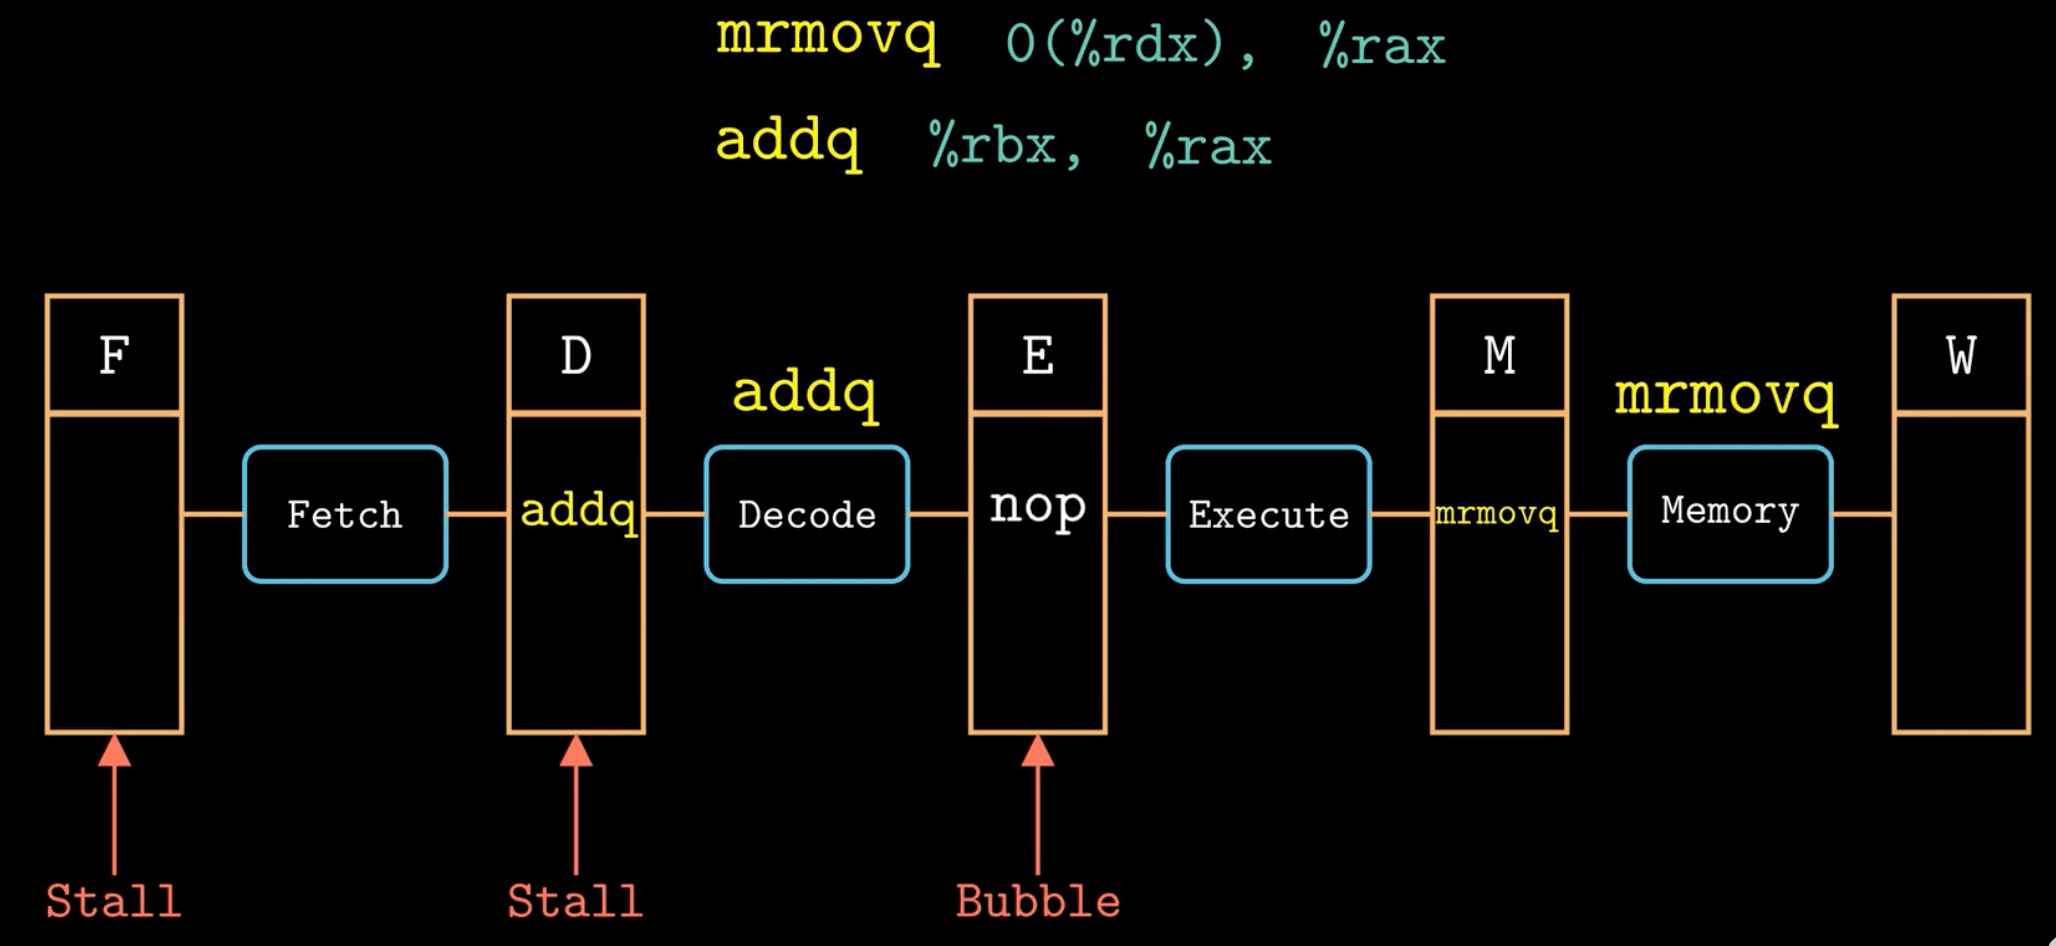 mrmovq 0(%rdx), %rax
addq %rbx, %rax
F D E M W
addq mrmovq
Fetch addq Decode nop Execute mrmovq Memory
Stall Stall Bubble